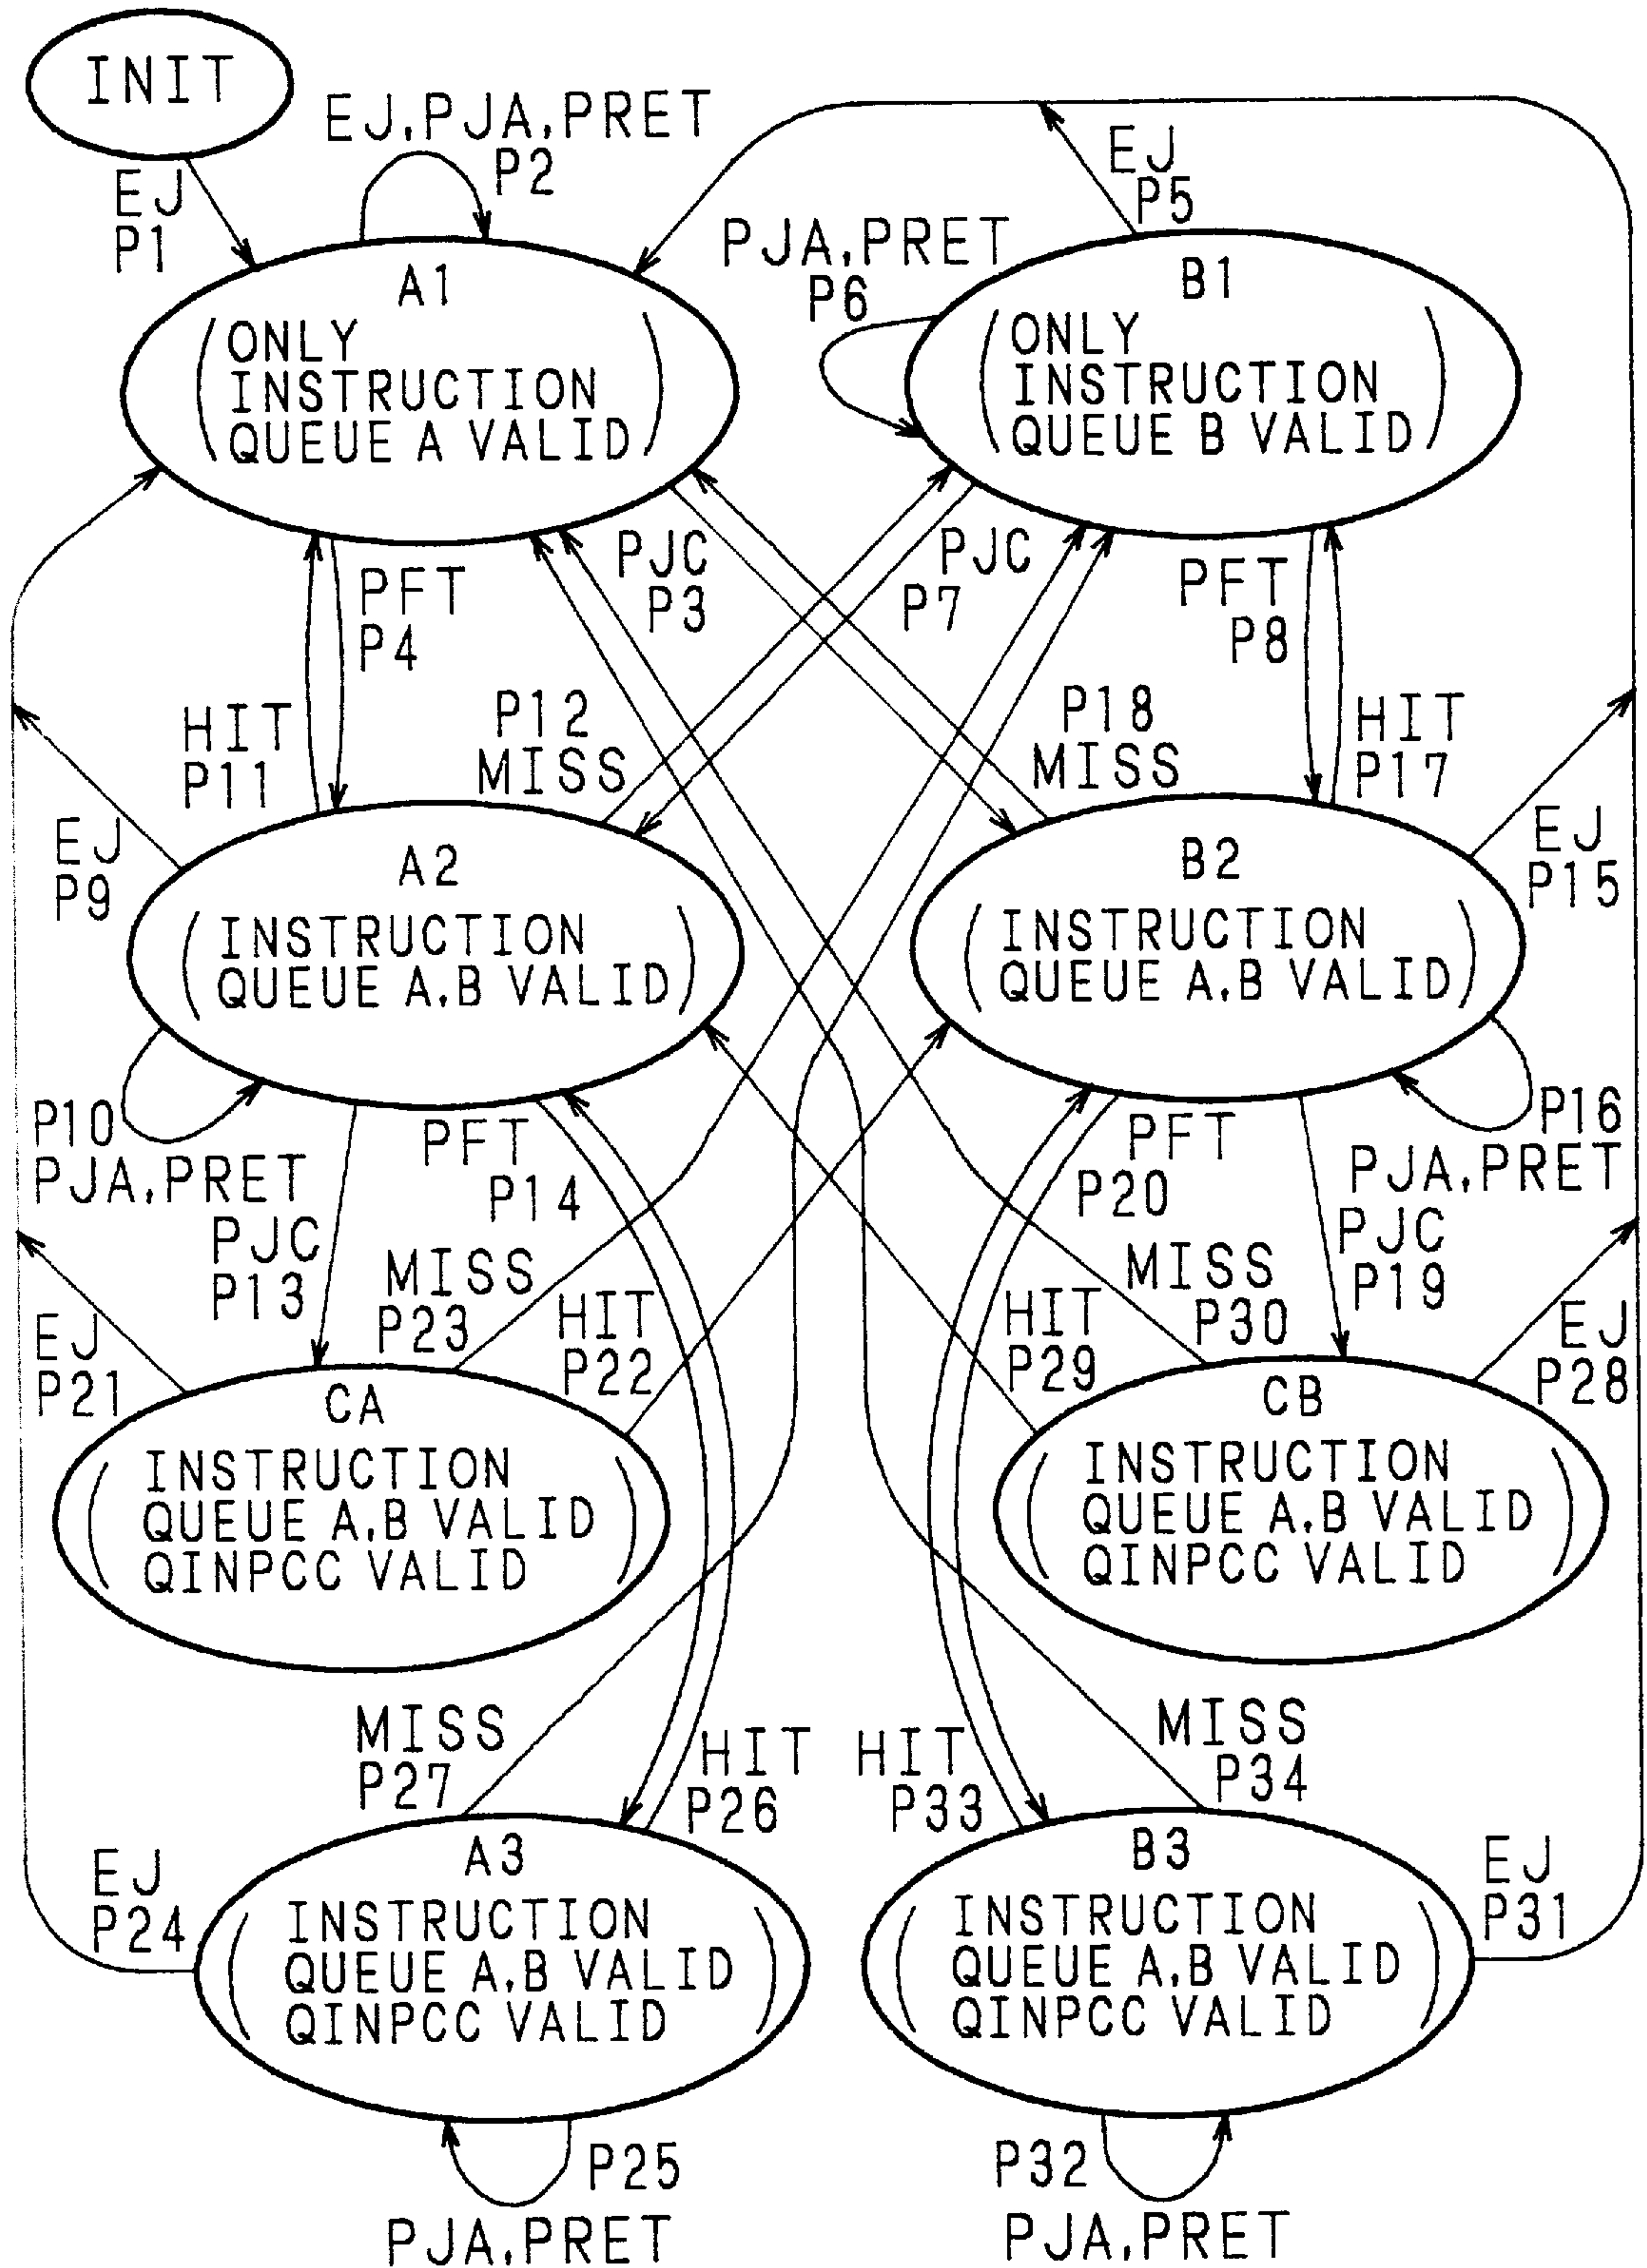 INIT
EJ,PJA,PRET
P2
EJ
P1
EJ
P5
PJA,PRET
P6
A1
ONLY
INSTRUCTION
QUEUE A VALID
B1
ONLY
INSTRUCTION
QUEUE B VALID
PFT
P4
PJC
P3
PJC
P7
PFT
P8
HIT
P11
P12
MISS
P18
MISS
HIT
P17
EJ
P9
EJ
P15
A2
INSTRUCTION
QUEUE A,B VALID
B2
INSTRUCTION
QUEUE A,B VALID
P10
PJA,PRET
PFT
P14
PFT
P20
P16
PJA,PRET
PJC
P13
MISS
P23
HIT
P22
HIT
P29
MISS
P30
PJC
P19
EJ
P21
EJ
P28
CA
INSTRUCTION
QUEUE A,B VALID
QINPCC VALID
CB
INSTRUCTION
QUEUE A,B VALID
QINPCC VALID
MISS
P27
HIT
P26
HIT
P33
MISS
P34
EJ
P24
EJ
P31
A3
INSTRUCTION
QUEUE A,B VALID
QINPCC VALID
B3
INSTRUCTION
QUEUE A,B VALID
QINPCC VALID
P25
PJA,PRET
P32
PJA,PRET